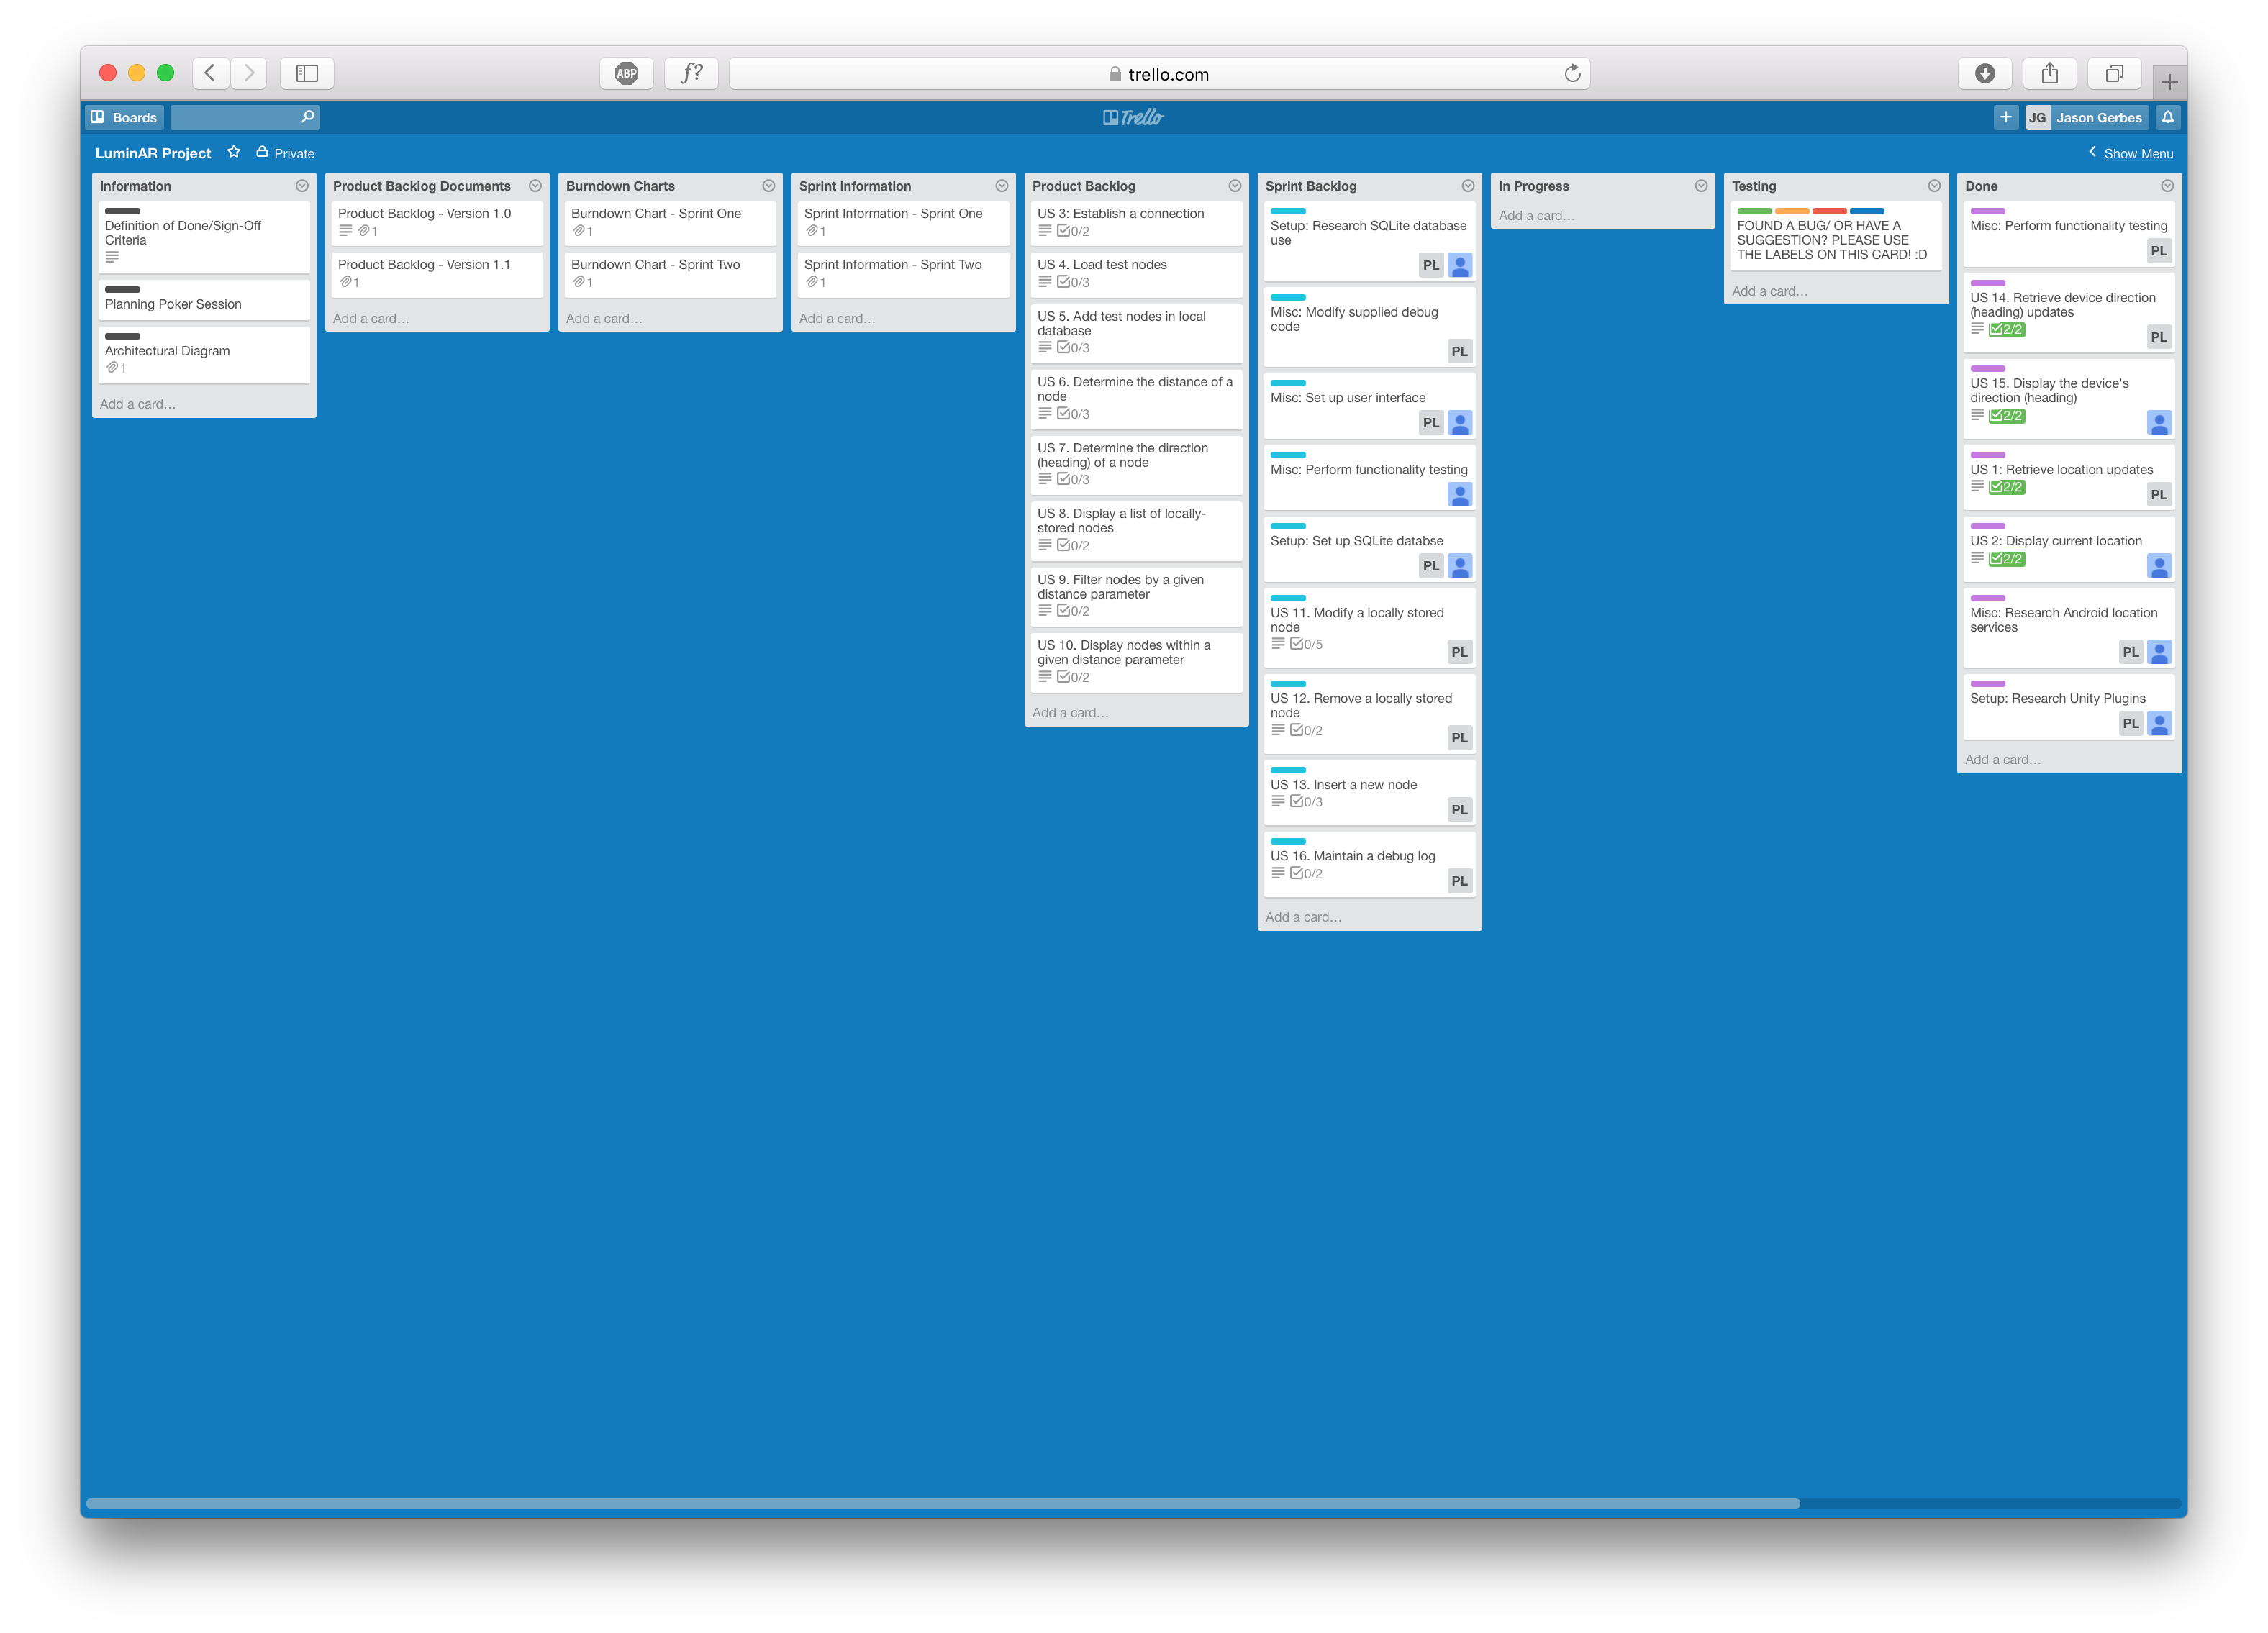 ABP
f?
trello.com
Boards
Trello
JG Jason Gerbes
LuminAR Project
Private
Show Menu
Information
Definition of Done/Sign-Off
Criteria
Planning Poker Session
Architectural Diagram
1
Add a card…
Product Backlog Documents
Product Backlog - Version 1.0
1
Product Backlog - Version 1.1
1
Add a card…
Burndown Charts
Burndown Chart - Sprint One
1
Burndown Chart - Sprint Two
1
Add a card…
Sprint Information
Sprint Information - Sprint One
1
Sprint Information - Sprint Two
1
Add a card…
Product Backlog
US 3: Establish a connection
0/2
US 4. Load test nodes
0/3
US 5. Add test nodes in local
database
0/3
US 6. Determine the distance of a
node
0/3
US 7. Determine the direction
(heading) of a node
0/3
US 8. Display a list of locally-
stored nodes
0/2
US 9. Filter nodes by a given
distance parameter
0/2
US 10. Display nodes within a
given distance parameter
0/2
Add a card…
Sprint Backlog
Setup: Research SQLite database
use
PL
Misc: Modify supplied debug
code
PL
Misc: Set up user interface
PL
Misc: Perform functionality testing
Setup: Set up SQLite databse
PL
US 11. Modify a locally stored
node
0/5
PL
US 12. Remove a locally stored
node
0/2
PL
US 13. Insert a new node
0/3
PL
US 16. Maintain a debug log
0/2
PL
Add a card…
In Progress
Add a card…
Testing
FOUND A BUG/ OR HAVE A
SUGGESTION? PLEASE USE
THE LABELS ON THIS CARD! :D
Add a card…
Done
Misc: Perform functionality testing
PL
US 14. Retrieve device direction
(heading) updates
2/2
PL
US 15. Display the device's
direction (heading)
2/2
US 1: Retrieve location updates
2/2
PL
US 2: Display current location
2/2
Misc: Research Android location
services
PL
Setup: Research Unity Plugins
PL
Add a card…